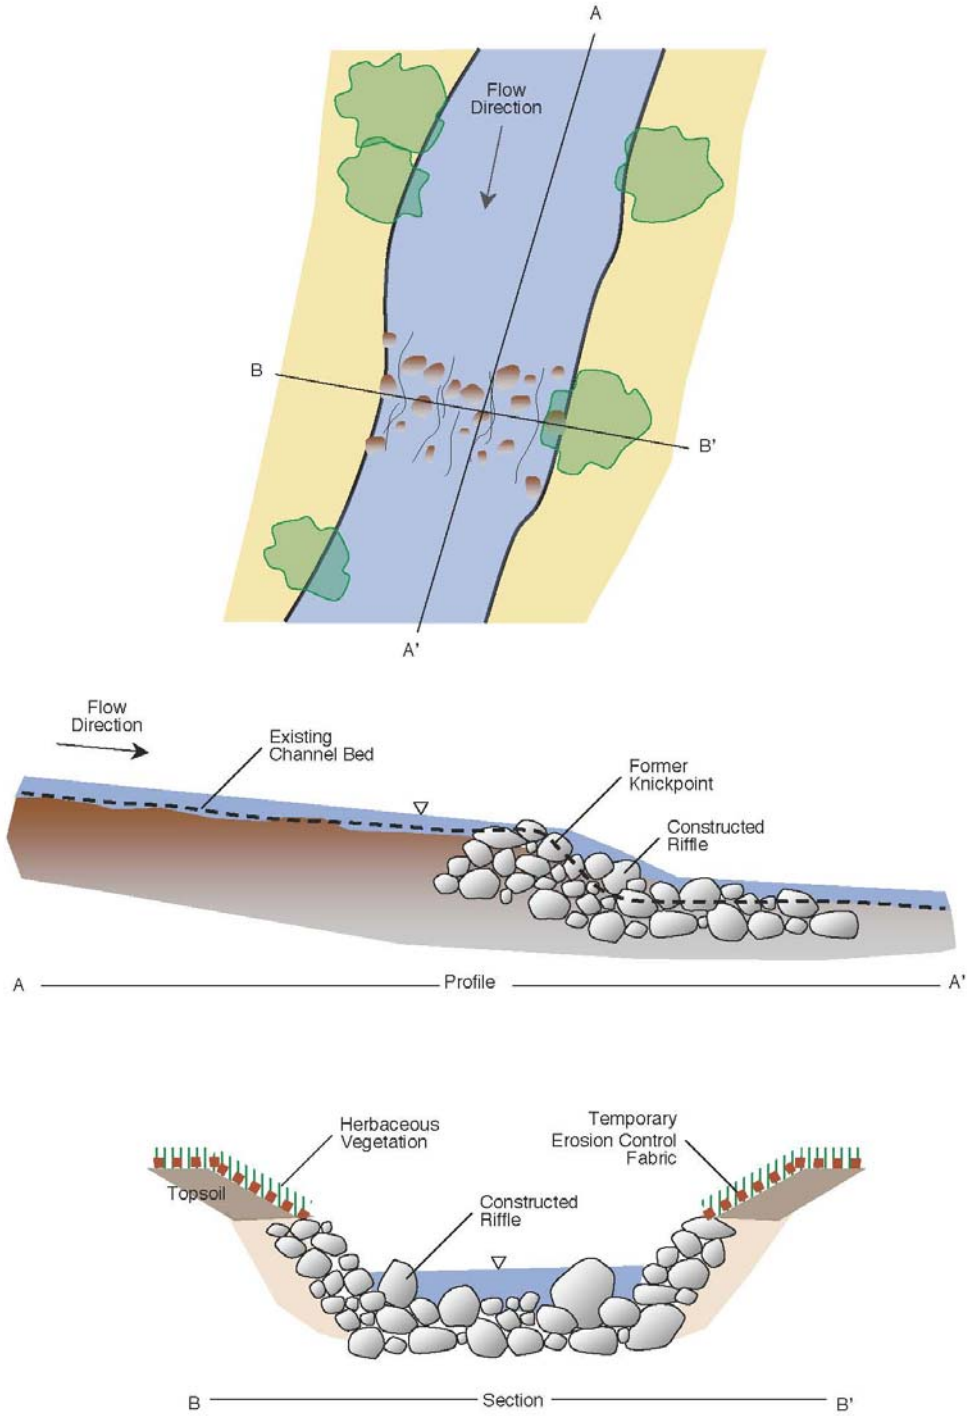 A
Flow
Direction
B
B'
A'
Flow
Direction
Existing
Channel Bed
Former
Knickpoint
Constructed
Riffle
A
Profile
A'
Herbaceous
Vegetation
Temporary
Erosion Control
Fabric
Topsoil
Constructed
Riffle
B
Section
B'